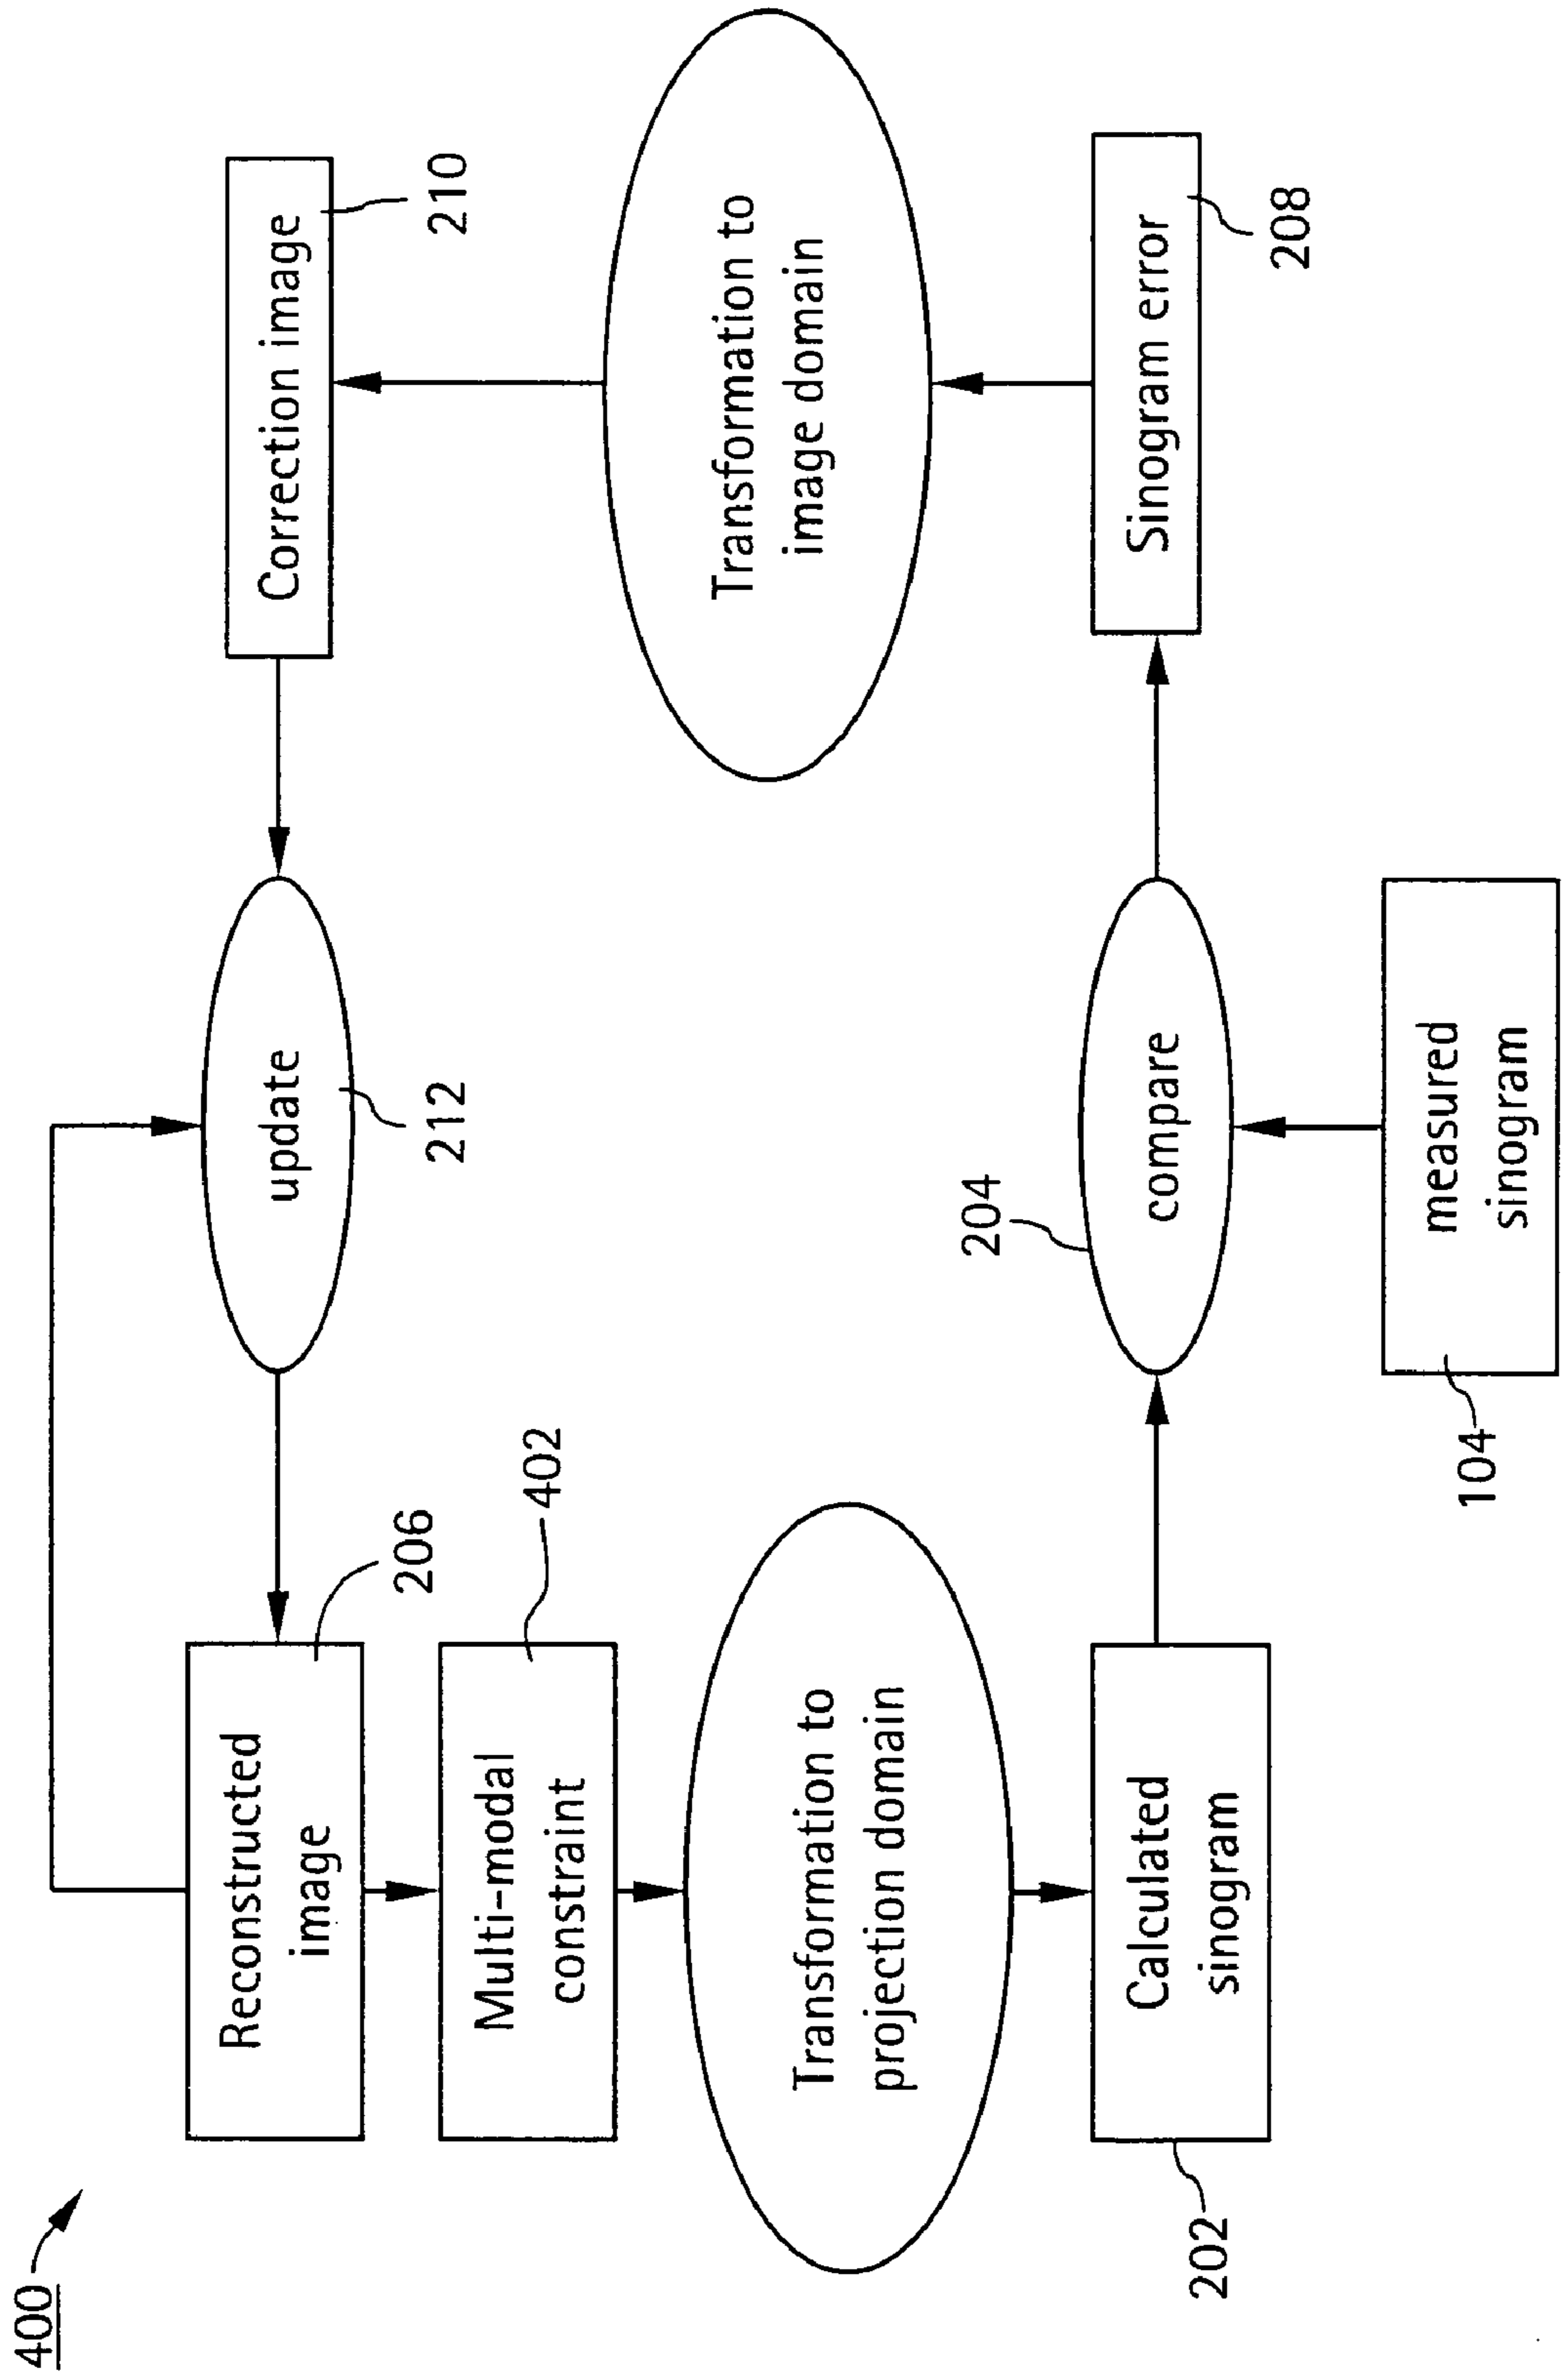 400
Reconstructed
image
206
update
212
Correction image
210
Multi-modal
constraint
402
Transformation to
projection domain
Transformation to
image domain
Calculated
sinogram
202
compare
204
Sinogram error
208
measured
sinogram
104